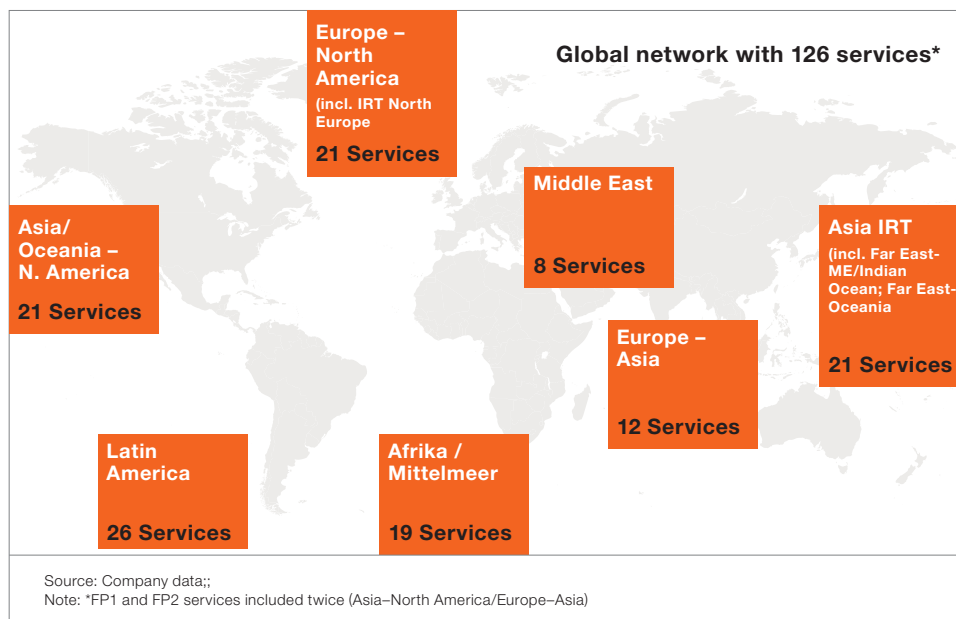 Global network with 126 services*
Europe –
North
America
(incl. IRT North
Europe
21 Services
Middle East
8 Services
Asia/
Oceania –
N. America
21 Services
Asia IRT
(incl. Far East-
ME/Indian
Ocean; Far East-
Oceania
21 Services
Europe –
Asia
12 Services
Latin
America
26 Services
Afrika /
Mittelmeer
19 Services
Source: Company data;;
Note: *FP1 and FP2 services included twice (Asia–North America/Europe–Asia)